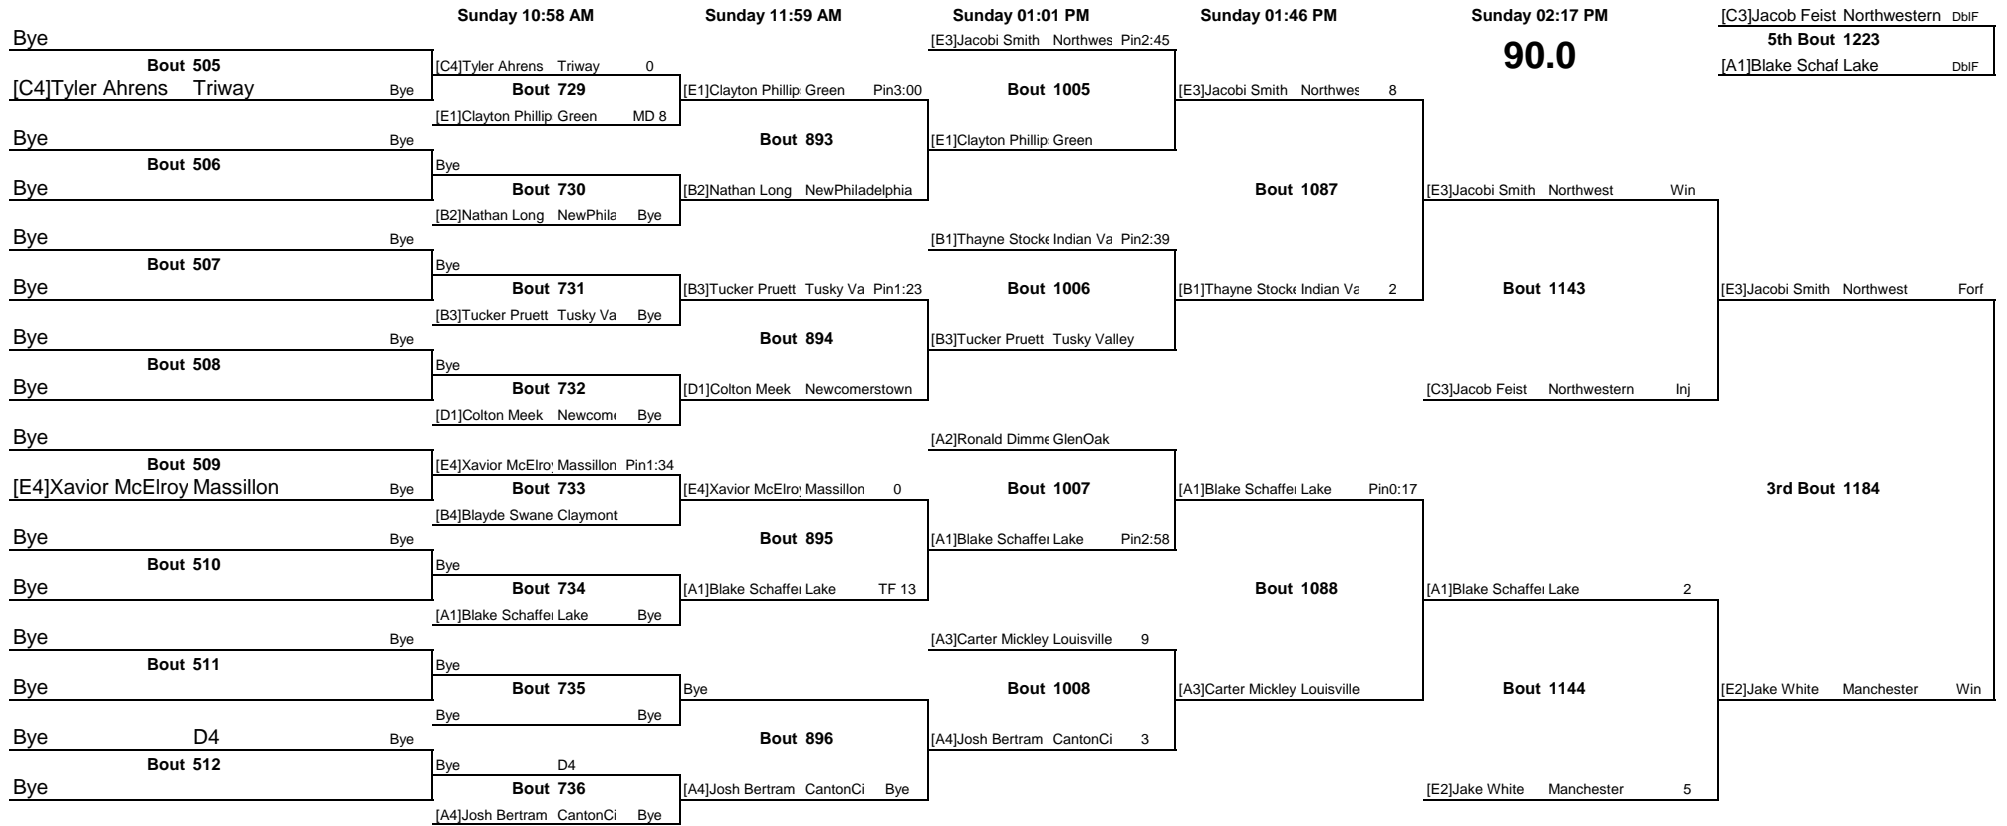 Sunday 10:58 AM
Sunday 11:59 AM
Sunday 01:01 PM
Sunday 01:46 PM
Sunday 02:17 PM
90.0
[C3]Jacob Feist Northwestern DblF
5th Bout 1223
[A1]Blake Schaf Lake DblF
Bye
Bout 505
[C4]Tyler Ahrens Triway Bye
Bye Bye
Bout 506
Bye
Bye Bye
Bout 507
Bye
Bye Bye
Bout 508
Bye
Bye
Bout 509
[E4]Xavior McElroy Massillon Bye
Bye Bye
Bout 510
Bye
Bye Bye
Bout 511
Bye
Bye D4 Bye
Bout 512
Bye
[C4]Tyler Ahrens Triway 0
Bout 729
[E1]Clayton Phillip Green MD 8
Bye
Bout 730
[B2]Nathan Long NewPhila Bye
Bye
Bout 731
[B3]Tucker Pruett Tusky Va Bye
Bye
Bout 732
[D1]Colton Meek Newcom Bye
[E4]Xavior McElroy Massillon Pin1:34
Bout 733
[B4]Blayde Swane Claymont
Bye
Bout 734
[A1]Blake Schaffer Lake Bye
Bye
Bout 735
Bye Bye
Bye D4
Bout 736
[A4]Josh Bertram CantonCi Bye
[E1]Clayton Phillip Green Pin3:00
Bout 893
[B2]Nathan Long NewPhiladelphia
[B3]Tucker Pruett Tusky Va Pin1:23
Bout 894
[D1]Colton Meek Newcomerstown
[E4]Xavior McElroy Massillon 0
Bout 895
[A1]Blake Schaffer Lake TF 13
Bye
Bout 896
[A4]Josh Bertram CantonCi Bye
[E3]Jacobi Smith Northwes Pin2:45
Bout 1005
[E1]Clayton Phillip Green
[B1]Thayne Stocke Indian Va Pin2:39
Bout 1006
[B3]Tucker Pruett Tusky Valley
[A2]Ronald Dimme GlenOak
Bout 1007
[A1]Blake Schaffer Lake Pin2:58
[A3]Carter Mickley Louisville 9
Bout 1008
[A4]Josh Bertram CantonCi 3
[E3]Jacobi Smith Northwes 8
Bout 1087
[B1]Thayne Stocke Indian Va 2
[A1]Blake Schaffer Lake Pin0:17
Bout 1088
[A3]Carter Mickley Louisville
[E3]Jacobi Smith Northwest Win
Bout 1143
[C3]Jacob Feist Northwestern Inj
[A1]Blake Schaffer Lake 2
Bout 1144
[E2]Jake White Manchester 5
[E3]Jacobi Smith Northwest Forf
3rd Bout 1184
[E2]Jake White Manchester Win